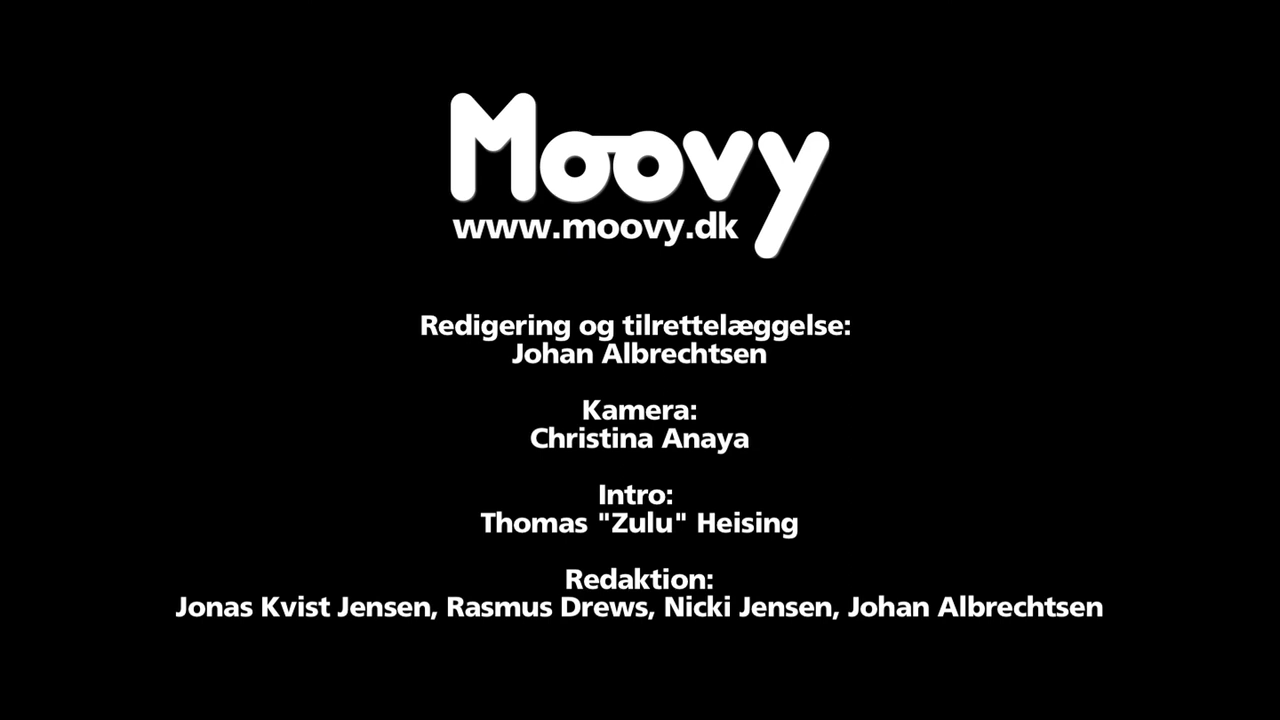 Moovy
www.moovy.dk
Redigering og tilrettelæggelse:
Johan Albrechtsen
Kamera:
Christina Anaya
Intro:
Thomas "Zulu" Heising
Redaktion:
Jonas Kvist Jensen, Rasmus Drews, Nicki Jensen, Johan Albrechtsen